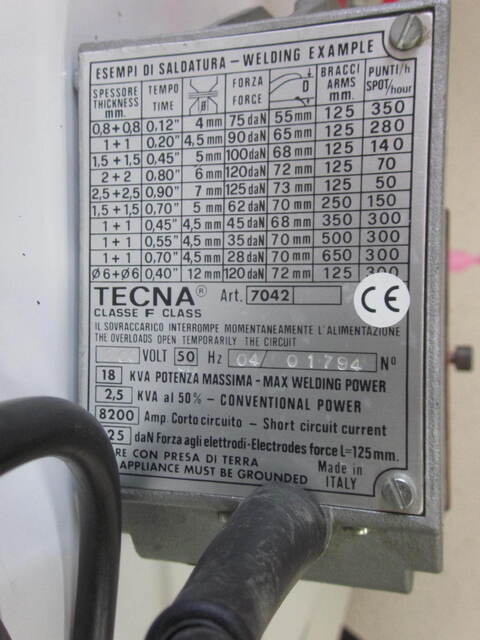 ESEMPI DI SALDATURA - WELDING EXAMPLE
SPESSORE THICKNESS mm. TEMPO TIME FORZA FORCE D BRACCI ARMS mm. PUNTI/h SPOT/hour
0,8+0,8 0,12" 4 mm 75 daN 55 mm 125 350
1+1 0,20" 4,5 mm 90 daN 65 mm 125 280
1,5+1,5 0,45" 5 mm 100 daN 68 mm 125 140
2+2 0,80" 6 mm 120 daN 72 mm 125 70
2,5+2,5 0,90" 7 mm 125 daN 73 mm 125 50
1,5+1,5 0,70" 5 mm 62 daN 70 mm 250 150
1+1 0,45" 4,5 mm 45 daN 68 mm 350 300
1+1 0,55" 4,5 mm 35 daN 70 mm 500 300
1+1 0,70" 4,5 mm 28 daN 70 mm 650 300
Ø6+Ø6 0,40" 12 mm 120 daN 72 mm 125 300
TECNA® Art. 7042 CE
CLASSE F CLASS
IL SOVRACCARICO INTERROMPE MOMENTANEAMENTE L'ALIMENTAZIONE
THE OVERLOADS OPEN TEMPORARILY THE CIRCUIT
VOLT 50 Hz 04/01794 N°
18 KVA POTENZA MASSIMA - MAX WELDING POWER
2,5 KVA al 50% - CONVENTIONAL POWER
8200 Amp. Corto circuito - Short circuit current
25 daN Forza agli elettrodi-Electrodes force L=125 mm.
RE CON PRESA DI TERRA
APPLIANCE MUST BE GROUNDED
Made in
ITALY